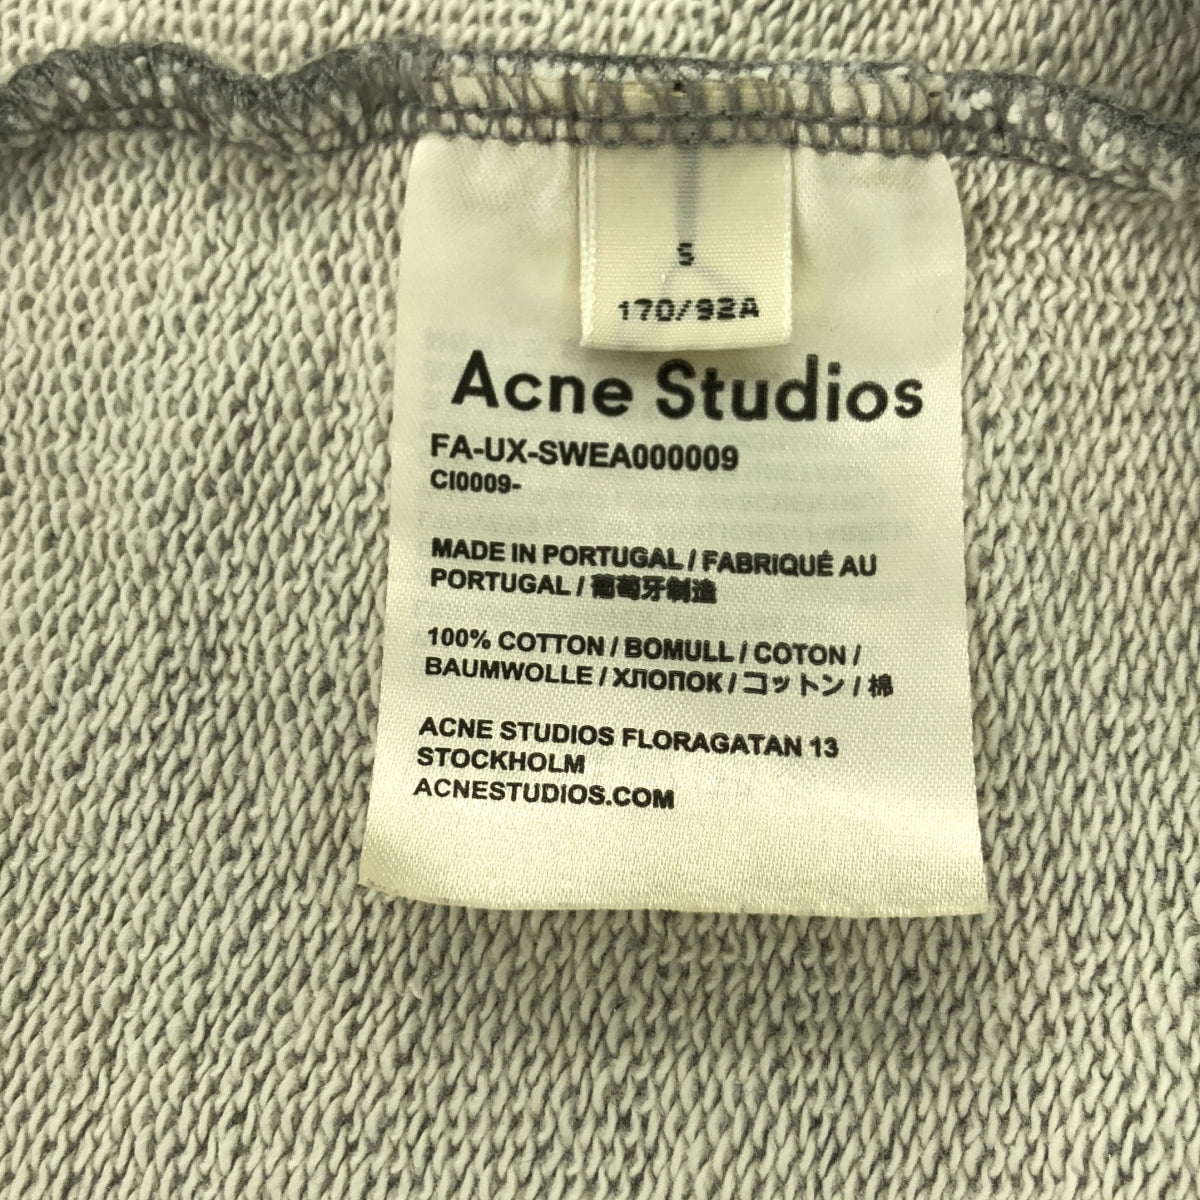 S
170/92A
Acne Studios
FA-UX-SWEA000009
CI0009-
MADE IN PORTUGAL / FABRIQUÉ AU
PORTUGAL / 葡萄牙制造
100% COTTON / BOMULL / COTON /
BAUMWOLLE / ХЛОПОК / コットン / 棉
ACNE STUDIOS FLORAGATAN 13
STOCKHOLM
ACNESTUDIOS.COM